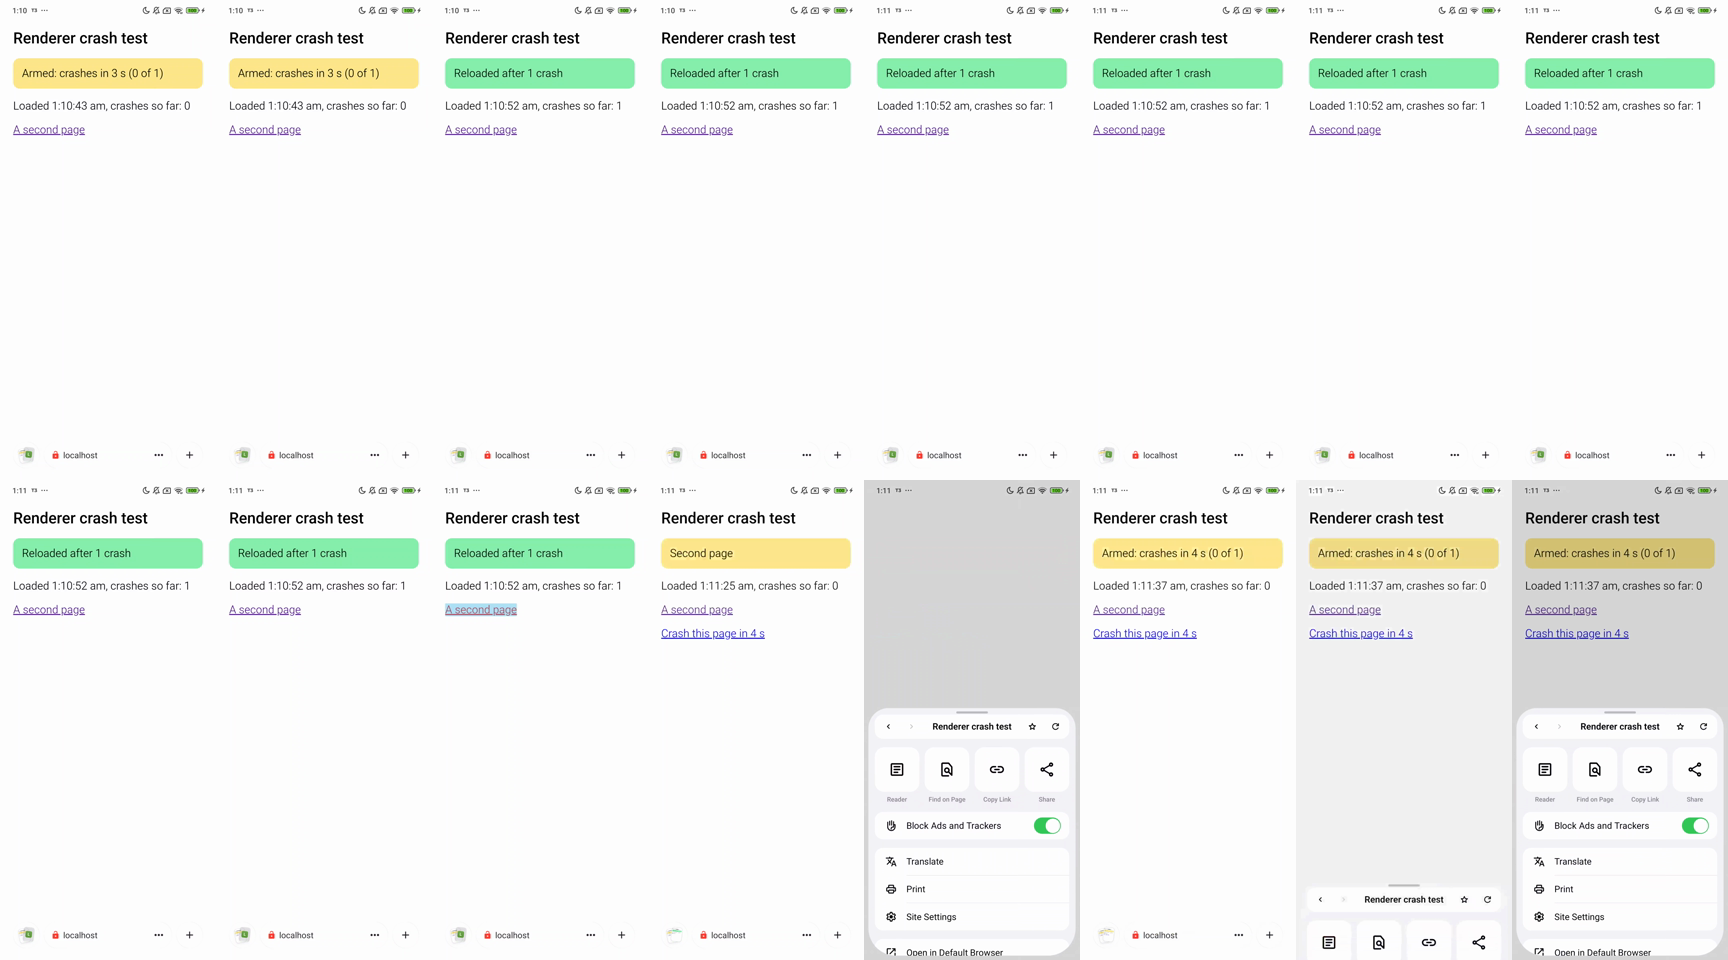 1:10
Renderer crash test
Armed: crashes in 3 s (0 of 1)
Loaded 1:10:43 am, crashes so far: 0
A second page
localhost
1:10
Renderer crash test
Armed: crashes in 3 s (0 of 1)
Loaded 1:10:43 am, crashes so far: 0
A second page
localhost
1:10
Renderer crash test
Reloaded after 1 crash
Loaded 1:10:52 am, crashes so far: 1
A second page
localhost
1:10
Renderer crash test
Reloaded after 1 crash
Loaded 1:10:52 am, crashes so far: 1
A second page
localhost
1:11
Renderer crash test
Reloaded after 1 crash
Loaded 1:10:52 am, crashes so far: 1
A second page
localhost
1:11
Renderer crash test
Reloaded after 1 crash
Loaded 1:10:52 am, crashes so far: 1
A second page
localhost
1:11
Renderer crash test
Reloaded after 1 crash
Loaded 1:10:52 am, crashes so far: 1
A second page
localhost
1:11
Renderer crash test
Reloaded after 1 crash
Loaded 1:10:52 am, crashes so far: 1
A second page
localhost
1:11
Renderer crash test
Reloaded after 1 crash
Loaded 1:10:52 am, crashes so far: 1
A second page
localhost
1:11
Renderer crash test
Reloaded after 1 crash
Loaded 1:10:52 am, crashes so far: 1
A second page
localhost
1:11
Renderer crash test
Reloaded after 1 crash
Loaded 1:10:52 am, crashes so far: 1
A second page
localhost
1:11
Renderer crash test
Second page
Loaded 1:11:25 am, crashes so far: 0
A second page
Crash this page in 4 s
localhost
1:11
Renderer crash test
Reader Find on Page Copy Link Share
Block Ads and Trackers
Translate
Print
Site Settings
Open in Default Browser
1:11
Renderer crash test
Armed: crashes in 4 s (0 of 1)
Loaded 1:11:37 am, crashes so far: 0
A second page
Crash this page in 4 s
localhost
1:11
Renderer crash test
Armed: crashes in 4 s (0 of 1)
Loaded 1:11:37 am, crashes so far: 0
A second page
Crash this page in 4 s
Renderer crash test
1:11
Renderer crash test
Armed: crashes in 4 s (0 of 1)
Loaded 1:11:37 am, crashes so far: 0
A second page
Crash this page in 4 s
Renderer crash test
Reader Find on Page Copy Link Share
Block Ads and Trackers
Translate
Print
Site Settings
Open in Default Browser